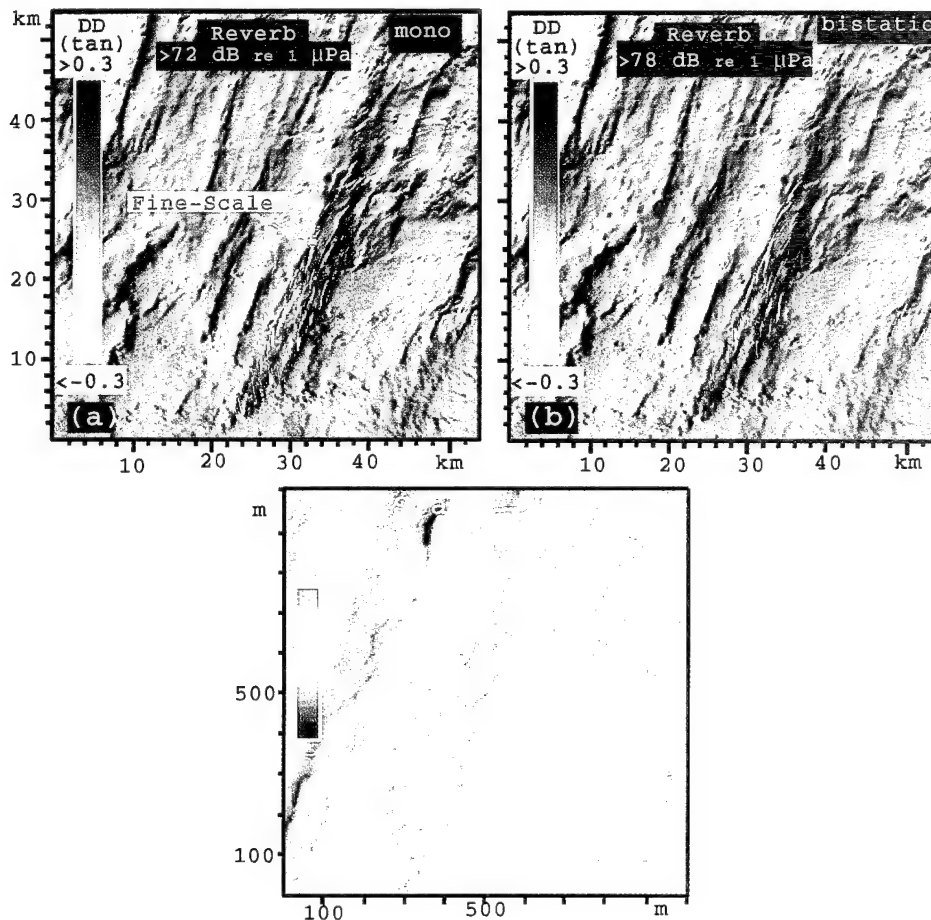 km
DD
(tan)
>0.3
Reverb
>72 dB re 1 µPa
mono
40
30
20
10
Fine-Scale
<-0.3
(a)
10
20
30
40
km
DD
(tan)
>0.3
Reverb
>78 dB re 1 µPa
bistatic
<-0.3
(b)
10
20
30
40
km
m
500
100
100
500
m